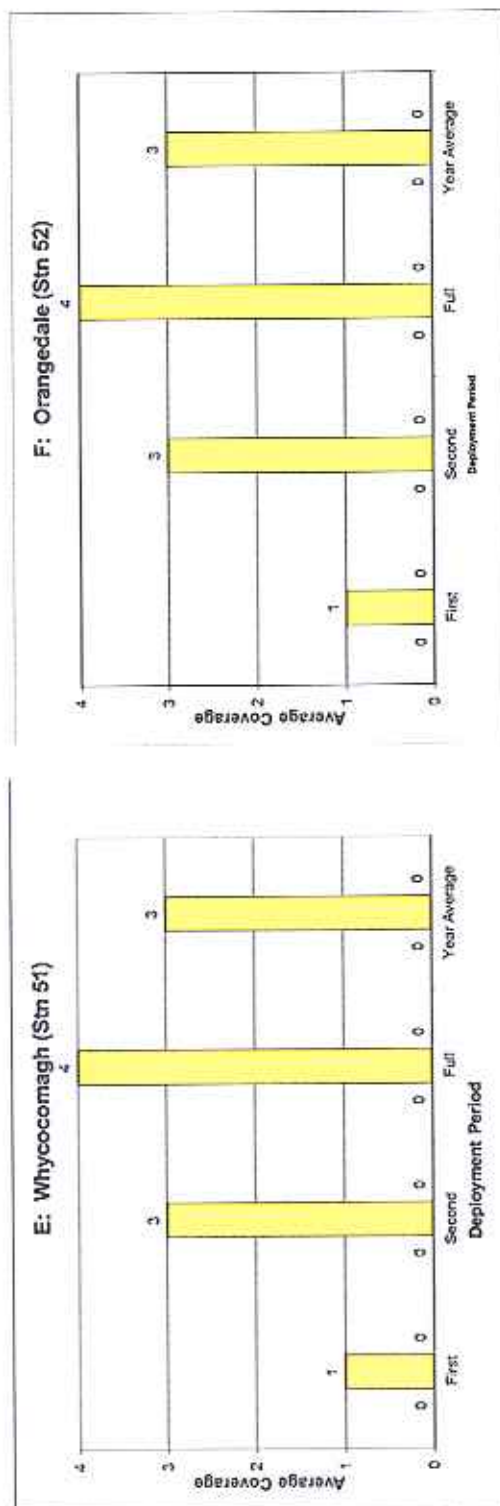 E: Whycocomagh (Stn 51)
4
3
2
1
0
Average Coverage
0 1 0
0 3 0
0 4 0
0 3 0
First Second Full Year Average
Deployment Period
F: Orangedale (Stn 52)
4
3
2
1
0
Average Coverage
0 1 0
0 3 0
0 4 0
0 3 0
First Second Full Year Average
Deployment Period